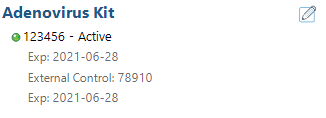 Adenovirus Kit
123456 - Active
Exp: 2021-06-28
External Control: 78910
Exp: 2021-06-28